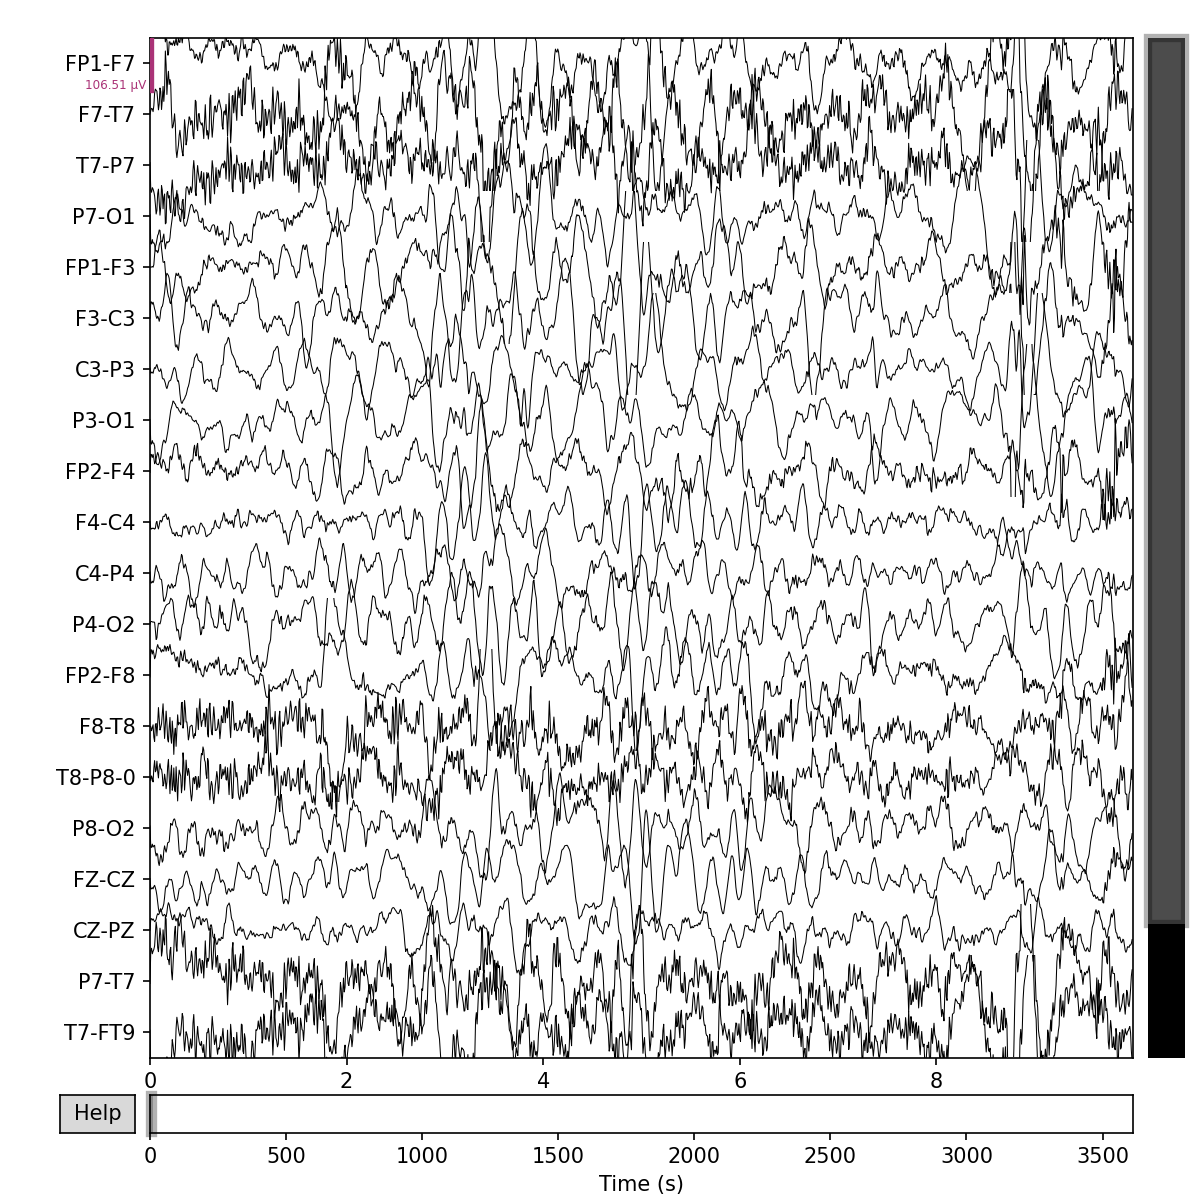 FP1-F7
106.51 µV
F7-T7
T7-P7
P7-O1
FP1-F3
F3-C3
C3-P3
P3-O1
FP2-F4
F4-C4
C4-P4
P4-O2
FP2-F8
F8-T8
T8-P8-0
P8-O2
FZ-CZ
CZ-PZ
P7-T7
T7-FT9
0 2 4 6 8
Help
0 500 1000 1500 2000 2500 3000 3500
Time (s)